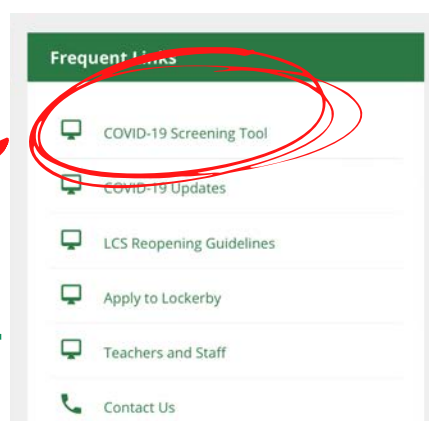 Frequent Links
COVID-19 Screening Tool
COVID-19 Updates
LCS Reopening Guidelines
Apply to Lockerby
Teachers and Staff
Contact Us